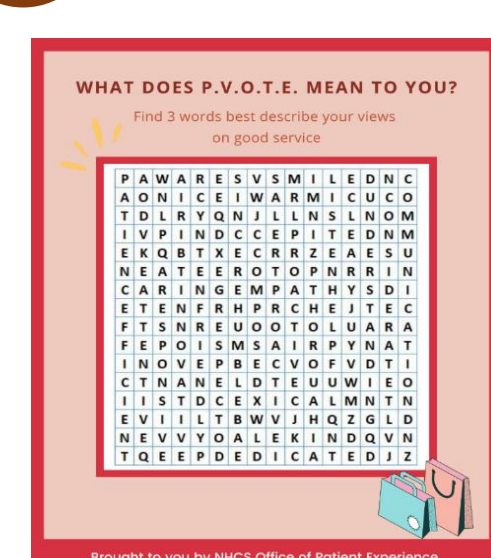 WHAT DOES P.V.O.T.E. MEAN TO YOU?
Find 3 words best describe your views
on good service
P A W A R E S V S M I L E D N C
A O N I C E I W A R M I C U C O
T D L R Y Q N J L L N S L N O M
I V P I N D C C E P I T E D N M
E K Q B T X E C R R Z E A E S U
N E A T E E R O T O P N R R I N
C A R I N G E M P A T H Y S D I
E T E N F R H P R C H E J T E C
F T S N R E U O O T O L U A R A
F E P O I S M S A I R P Y N A T
I N O V E P B E C V O F V D T I
C T N A N E L D T E U U W I E O
I I S T D C E X I C A L M N T N
E V I I L T B W V J H Q Z G L D
N E V V Y O A L E K I N D Q V N
T Q E E P D E D I C A T E D J Z
Brought to you by NHCS Office of Patient Experience